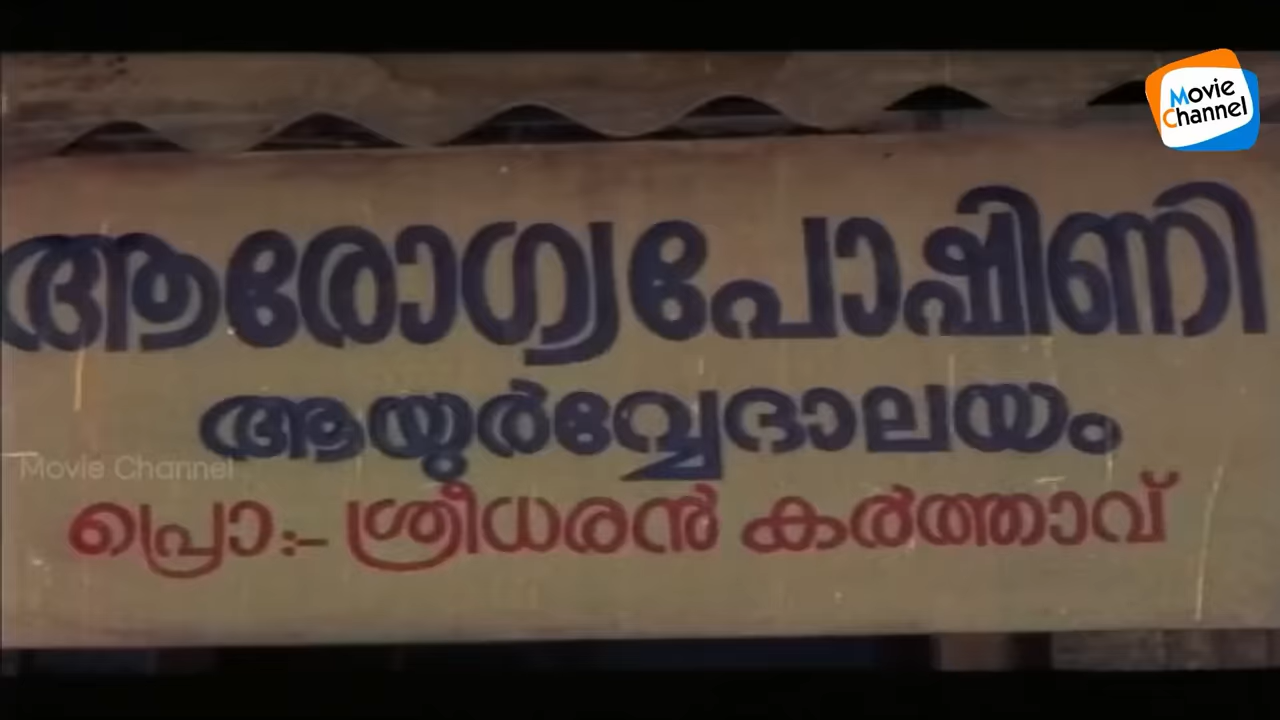 Movie
Channel
ആരോഗ്യപോഷിണി
ആയുർവ്വേദാലയം
Movie Channel
പ്രൊ:- ശ്രീധരൻ കർത്താവ്